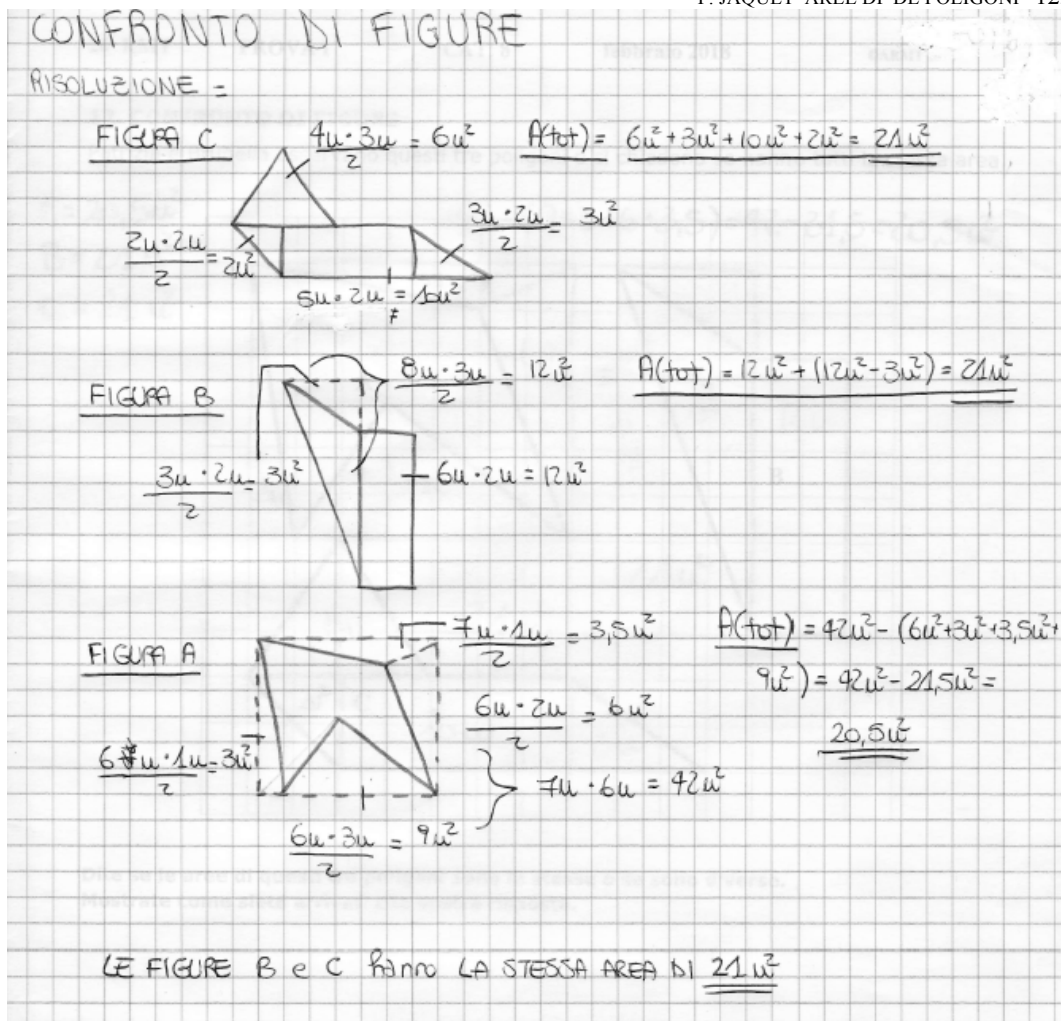 F. JAQUET AREE DI DE POLIGONI 12
CONFRONTO DI FIGURE
RISOLUZIONE =
FIGURA C
4u·3u/2 = 6u²
A(tot) = 6u²+3u²+10u²+2u² = 21u²
3u·2u/2 = 3u²
2u·2u/2 = 2u²
5u·2u = 10u²
FIGURA B
8u·3u/2 = 12u²
A(tot) = 12u² + (12u²-3u²) = 21u²
3u·2u/2 = 3u²
6u·2u = 12u²
FIGURA A
7u·1u/2 = 3,5u²
A(tot) = 42u² - (6u²+3u²+3,5u²+
9u²) = 42u² - 21,5u² =
20,5u²
6u·2u/2 = 6u²
6u·1u/2 = 3u²
7u·6u = 42u²
6u·3u/2 = 9u²
LE FIGURE B e C hanno LA STESSA AREA DI 21u²